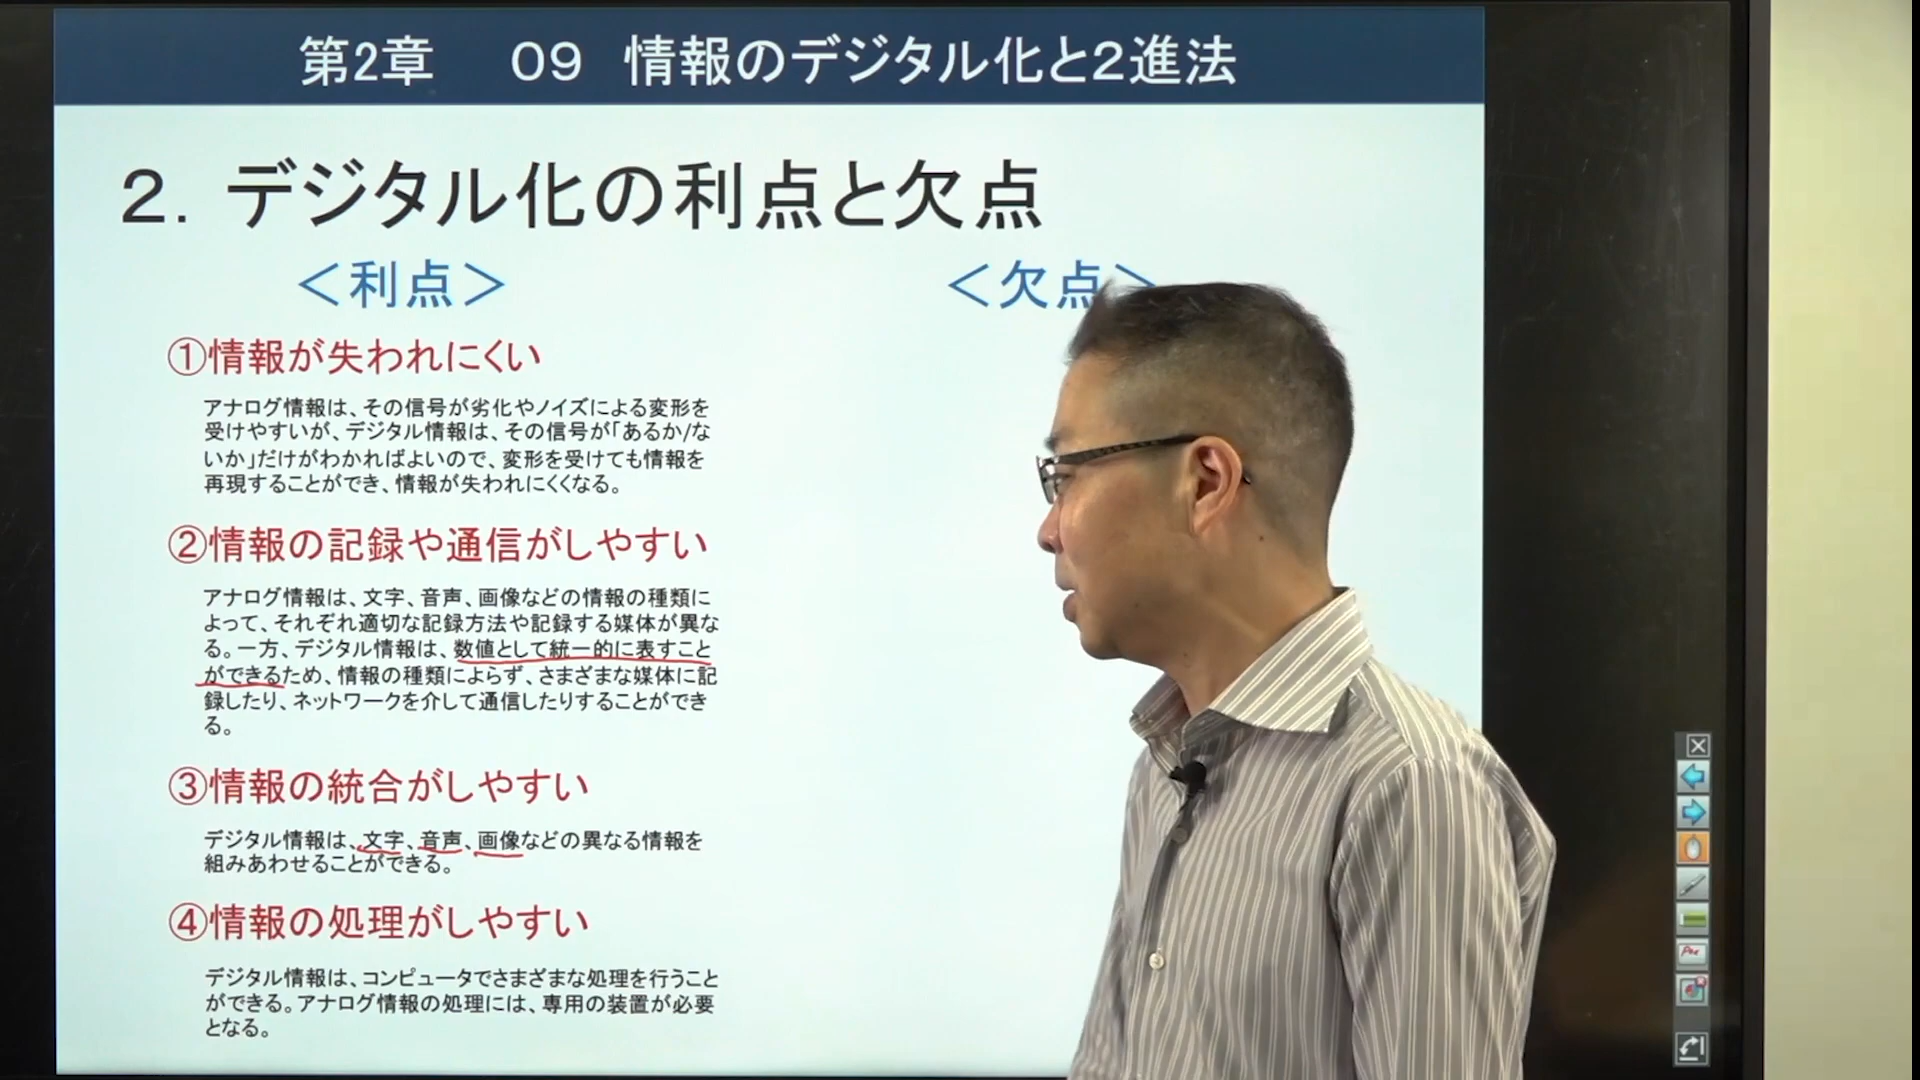 第2章　09　情報のデジタル化と2進法
2．デジタル化の利点と欠点
＜利点＞
＜欠点＞
①情報が失われにくい
アナログ情報は、その信号が劣化やノイズによる変形を
受けやすいが、デジタル情報は、その信号が「あるか/な
いか」だけがわかればよいので、変形を受けても情報を
再現することができ、情報が失われにくくなる。
②情報の記録や通信がしやすい
アナログ情報は、文字、音声、画像などの情報の種類に
よって、それぞれ適切な記録方法や記録する媒体が異な
る。一方、デジタル情報は、数値として統一的に表すこと
ができるため、情報の種類によらず、さまざまな媒体に記
録したり、ネットワークを介して通信したりすることができ
る。
③情報の統合がしやすい
デジタル情報は、文字、音声、画像などの異なる情報を
組みあわせることができる。
④情報の処理がしやすい
デジタル情報は、コンピュータでさまざまな処理を行うこと
ができる。アナログ情報の処理には、専用の装置が必要
となる。
Pen